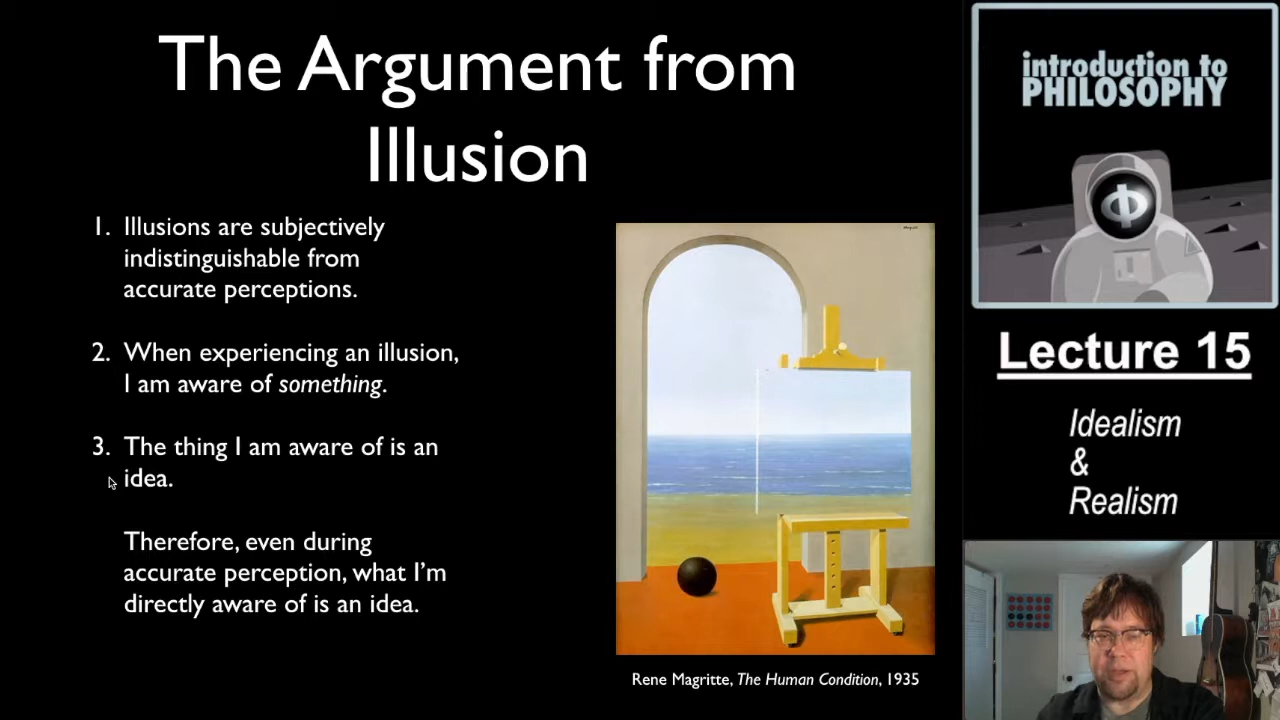 The Argument from
Illusion
1. Illusions are subjectively
indistinguishable from
accurate perceptions.
2. When experiencing an illusion,
I am aware of something.
3. The thing I am aware of is an
idea.
Therefore, even during
accurate perception, what I’m
directly aware of is an idea.
Rene Magritte, The Human Condition, 1935
introduction to
PHILOSOPHY
Φ
Lecture 15
Idealism
&
Realism